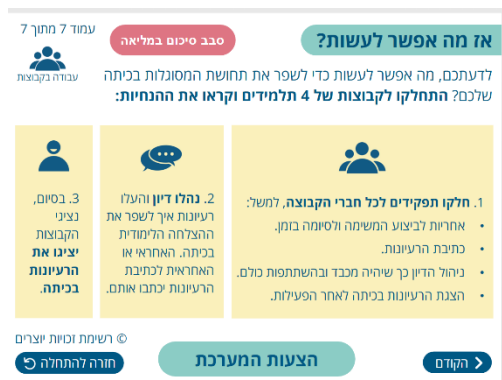 אז מה אפשר לעשות?
סבב סיכום במליאה
עמוד 7 מתוך 7
עבודה בקבוצות
לדעתכם, מה אפשר לעשות כדי לשפר את תחושת המסוגלות בכיתה
שלכם? התחלקו לקבוצות של 4 תלמידים וקראו את ההנחיות:
1. חלקו תפקידים לכל חברי הקבוצה, למשל:
• אחריות לביצוע המשימה ולסיומה בזמן.
• כתיבת הרעיונות.
• ניהול הדיון כך שיהיה מכבד ובהשתתפות כולם.
• הצגת הרעיונות בכיתה לאחר הפעילות.
2. נהלו דיון והעלו
רעיונות איך לשפר את
ההצלחה הלימודית
בכיתה. האחראי או
האחראית לכתיבת
הרעיונות יכתבו אותם.
3. בסיום,
נציגי
הקבוצות
יציגו את
הרעיונות
בכיתה.
© רשימת זכויות יוצרים
הקודם
הצעות המערכת
חזרה להתחלה